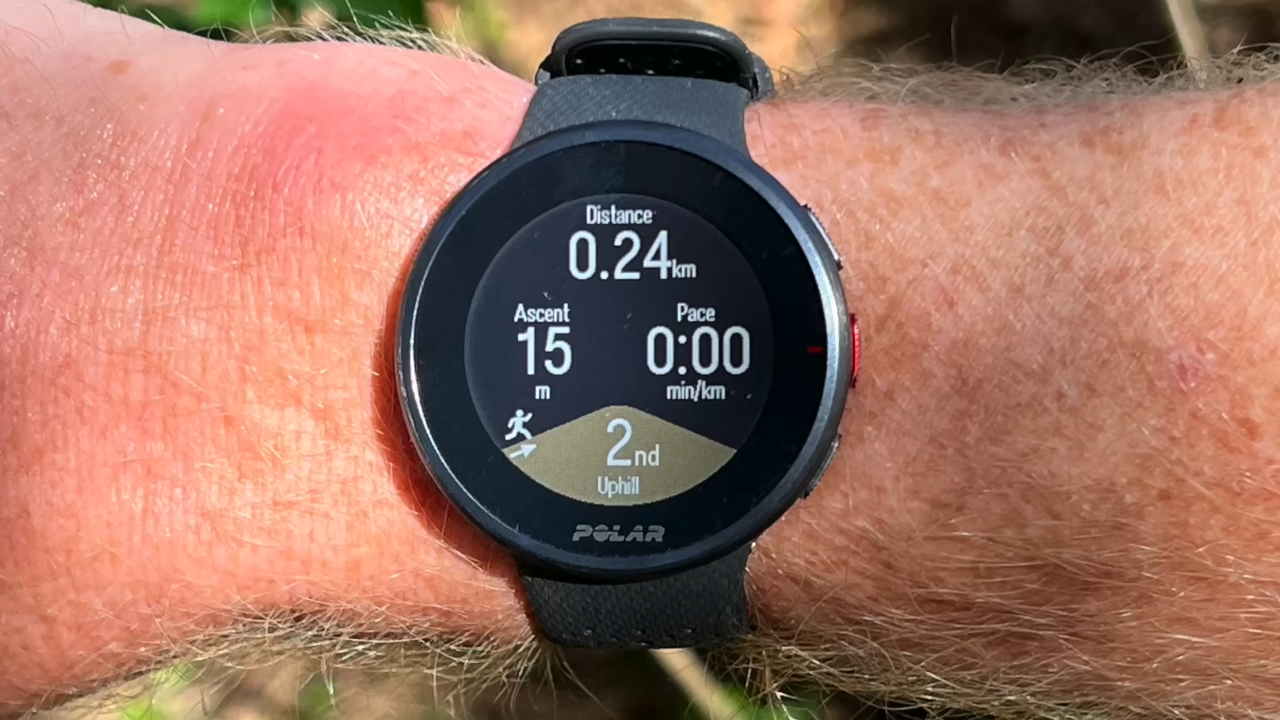 Distance
0.24km
Ascent Pace
15 0:00
m min/km
2nd
Uphill
POLAR